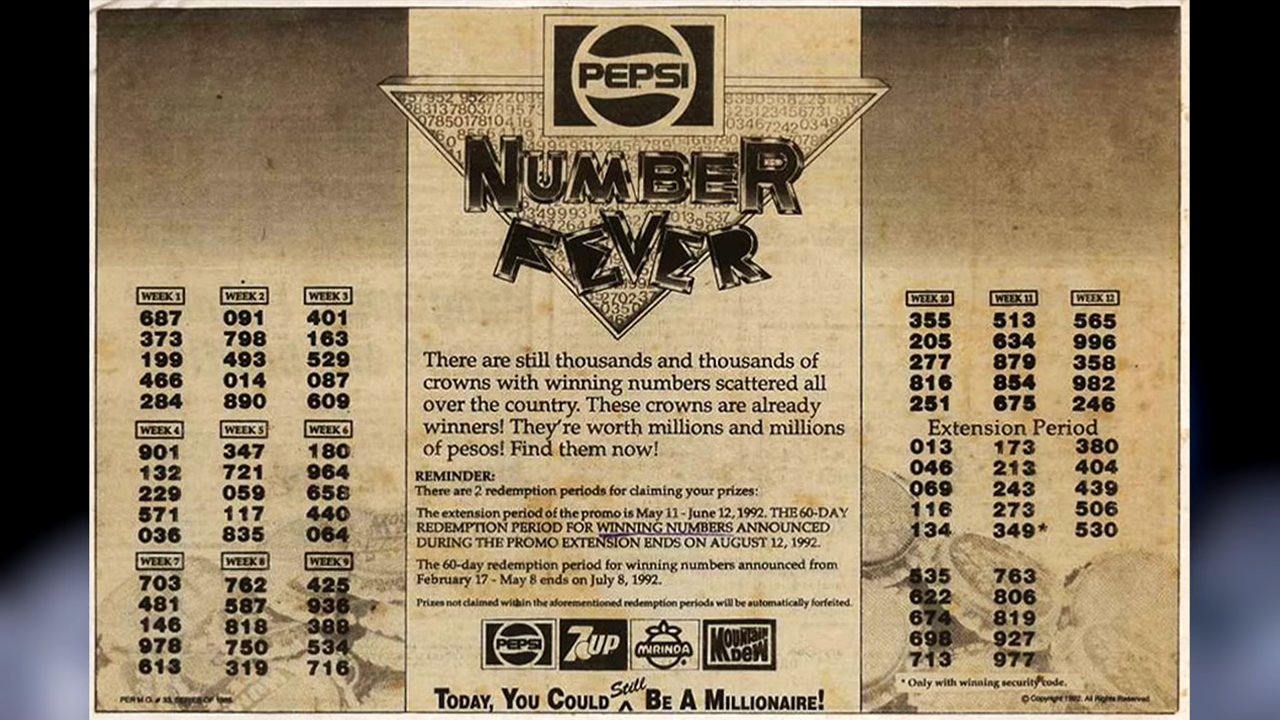 PEPSI
NUMBER
FEVER
WEEK 1 WEEK 2 WEEK 3
687 091 401
373 798 163
199 493 529
466 014 087
284 890 609
WEEK 4 WEEK 5 WEEK 6
901 347 180
132 721 964
229 059 658
571 117 440
036 835 064
WEEK 7 WEEK 8 WEEK 9
703 762 425
481 587 936
146 818 388
978 750 534
613 319 716
There are still thousands and thousands of
crowns with winning numbers scattered all
over the country. These crowns are already
winners! They're worth millions and millions
of pesos! Find them now!
REMINDER:
There are 2 redemption periods for claiming your prizes:
The extension period of the promo is May 11 - June 12, 1992. THE 60-DAY
REDEMPTION PERIOD FOR WINNING NUMBERS ANNOUNCED
DURING THE PROMO EXTENSION ENDS ON AUGUST 12, 1992.
The 60-day redemption period for winning numbers announced from
February 17 - May 8 ends on July 8, 1992.
Prizes not claimed within the aforementioned redemption periods will be automatically forfeited.
PEPSI 7UP MIRINDA MOUNTAIN DEW
TODAY, YOU COULD Still BE A MILLIONAIRE!
WEEK 10 WEEK 11 WEEK 12
355 513 565
205 634 996
277 879 358
816 854 982
251 675 246
Extension Period
013 173 380
046 213 404
069 243 439
116 273 506
134 349* 530
535 763
622 806
674 819
698 927
713 977
* Only with winning security code.
© Copyright 1992. All Rights Reserved